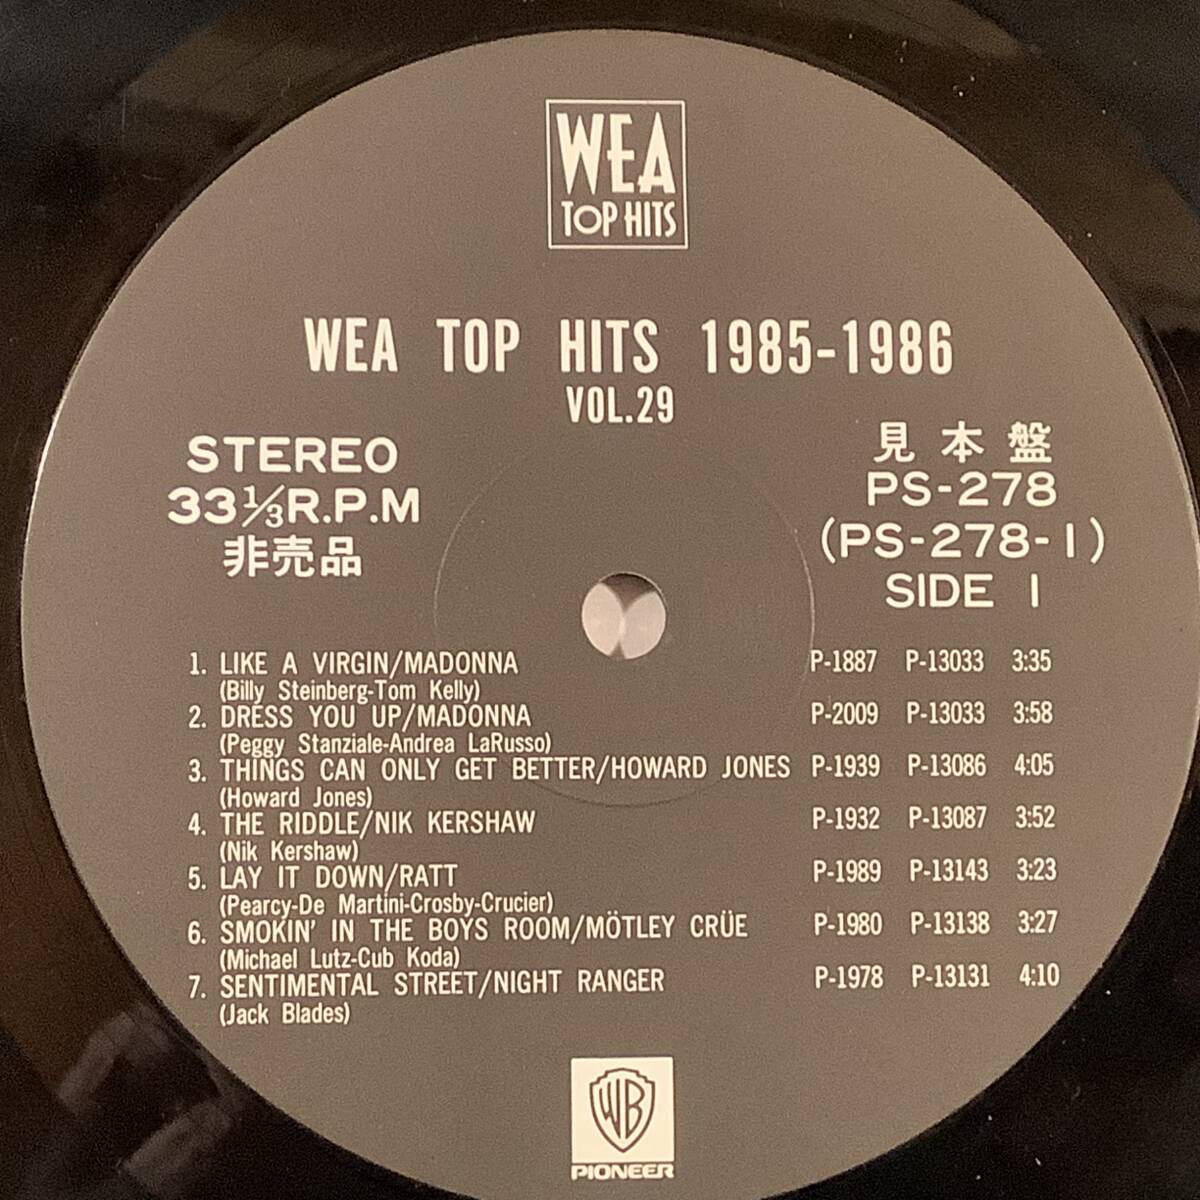 WEA
TOP HITS
WEA TOP HITS 1985-1986
VOL.29
STEREO
33⅓R.P.M
非売品
見本盤
PS-278
(PS-278-1)
SIDE 1
1. LIKE A VIRGIN/MADONNA P-1887 P-13033 3:35
(Billy Steinberg-Tom Kelly)
2. DRESS YOU UP/MADONNA P-2009 P-13033 3:58
(Peggy Stanziale-Andrea LaRusso)
3. THINGS CAN ONLY GET BETTER/HOWARD JONES P-1939 P-13086 4:05
(Howard Jones)
4. THE RIDDLE/NIK KERSHAW P-1932 P-13087 3:52
(Nik Kershaw)
5. LAY IT DOWN/RATT P-1989 P-13143 3:23
(Pearcy-De Martini-Crosby-Crucier)
6. SMOKIN' IN THE BOYS ROOM/MÖTLEY CRÜE P-1980 P-13138 3:27
(Michael Lutz-Cub Koda)
7. SENTIMENTAL STREET/NIGHT RANGER P-1978 P-13131 4:10
(Jack Blades)
WB
PIONEER